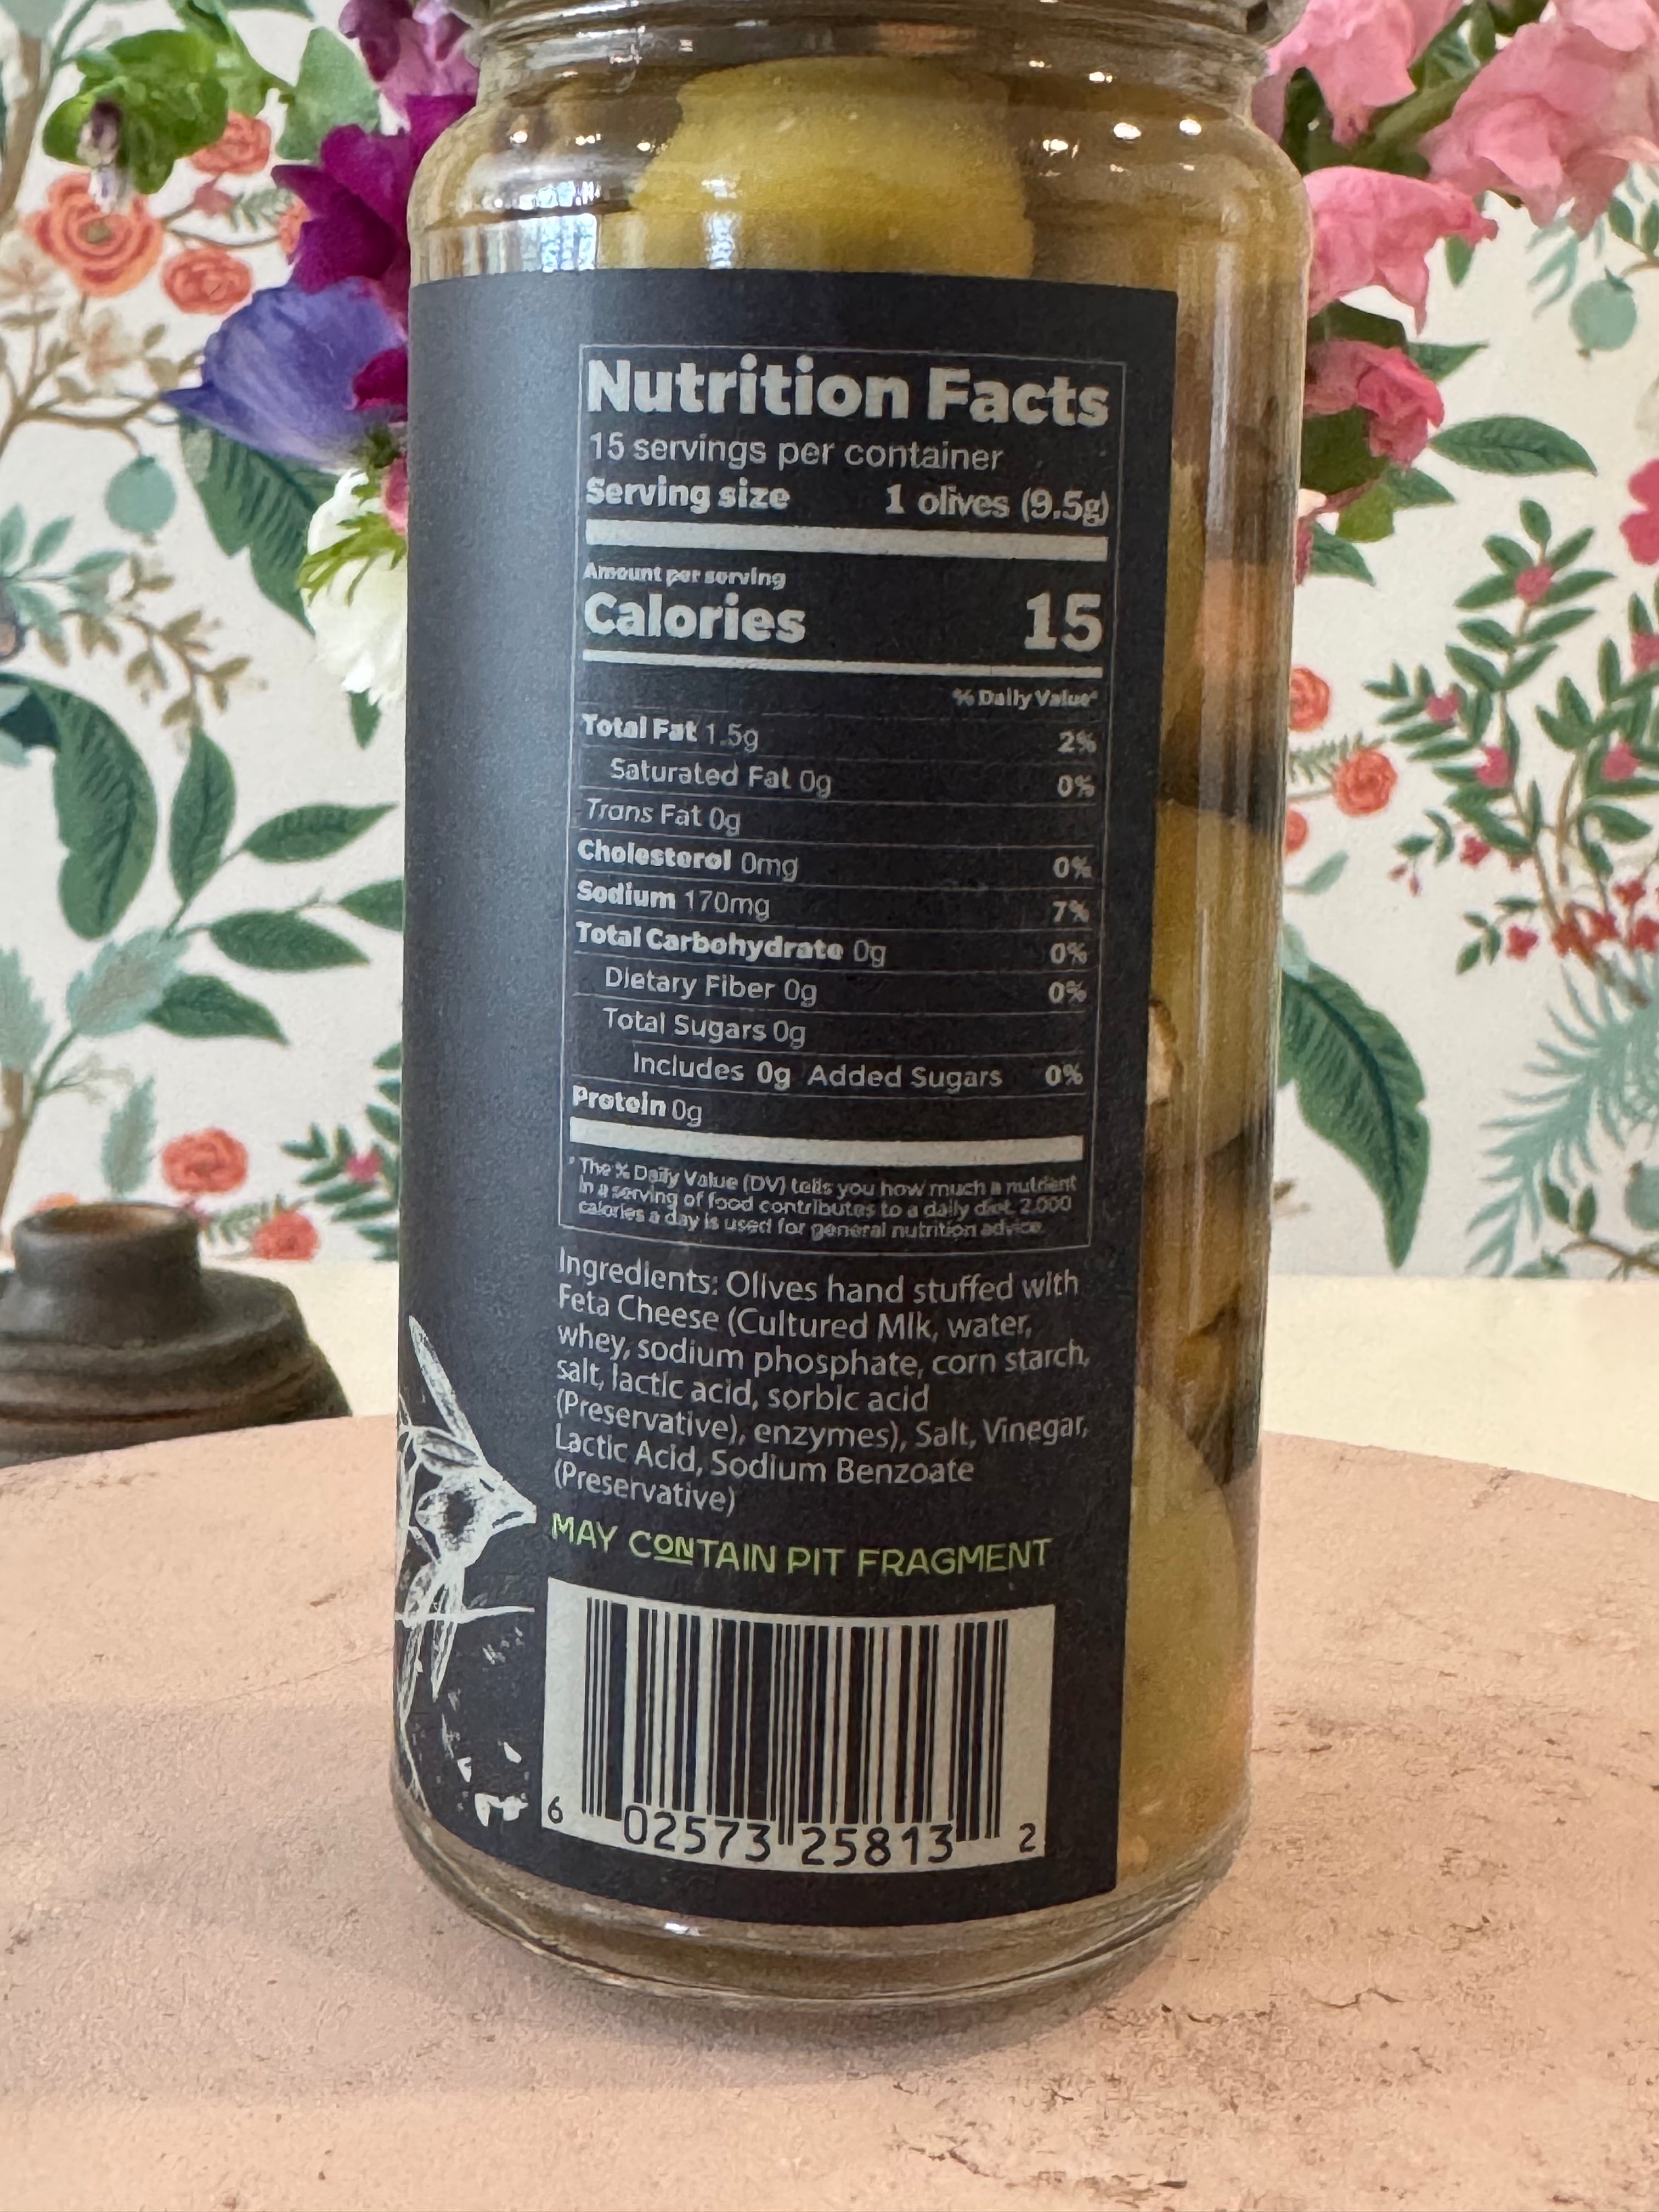 Nutrition Facts
15 servings per container
Serving size 1 olives (9.5g)
Amount per serving
Calories 15
% Daily Value*
Total Fat 1.5g 2%
Saturated Fat 0g 0%
Trans Fat 0g
Cholesterol 0mg 0%
Sodium 170mg 7%
Total Carbohydrate 0g 0%
Dietary Fiber 0g 0%
Total Sugars 0g
Includes 0g Added Sugars 0%
Protein 0g
* The % Daily Value (DV) tells you how much a nutrient
in a serving of food contributes to a daily diet. 2,000
calories a day is used for general nutrition advice.
Ingredients: Olives hand stuffed with
Feta Cheese (Cultured Mlk, water,
whey, sodium phosphate, corn starch,
salt, lactic acid, sorbic acid
(Preservative), enzymes), Salt, Vinegar,
Lactic Acid, Sodium Benzoate
(Preservative)
MAY CONTAIN PIT FRAGMENT
6 02573 25813 2